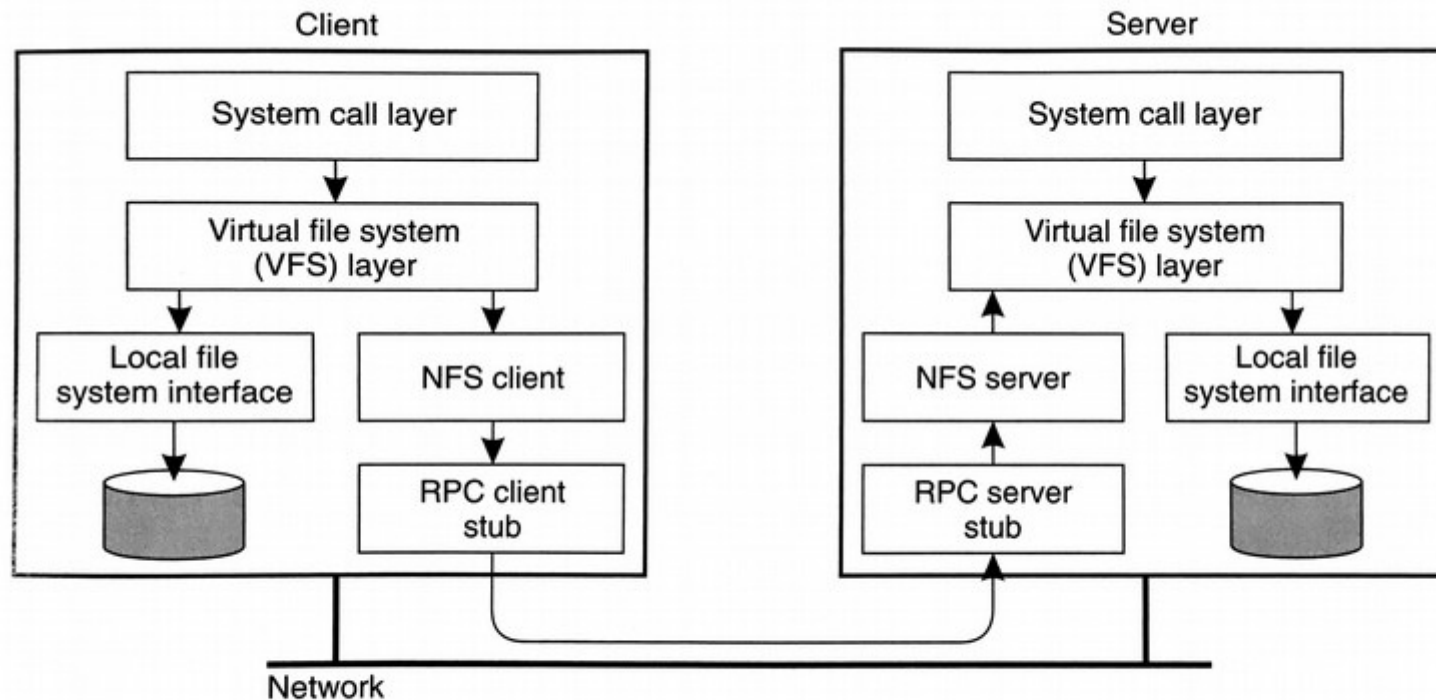 Client
System call layer
Virtual file system
(VFS) layer
Local file
system interface
NFS client
RPC client
stub
Server
System call layer
Virtual file system
(VFS) layer
NFS server
Local file
system interface
RPC server
stub
Network